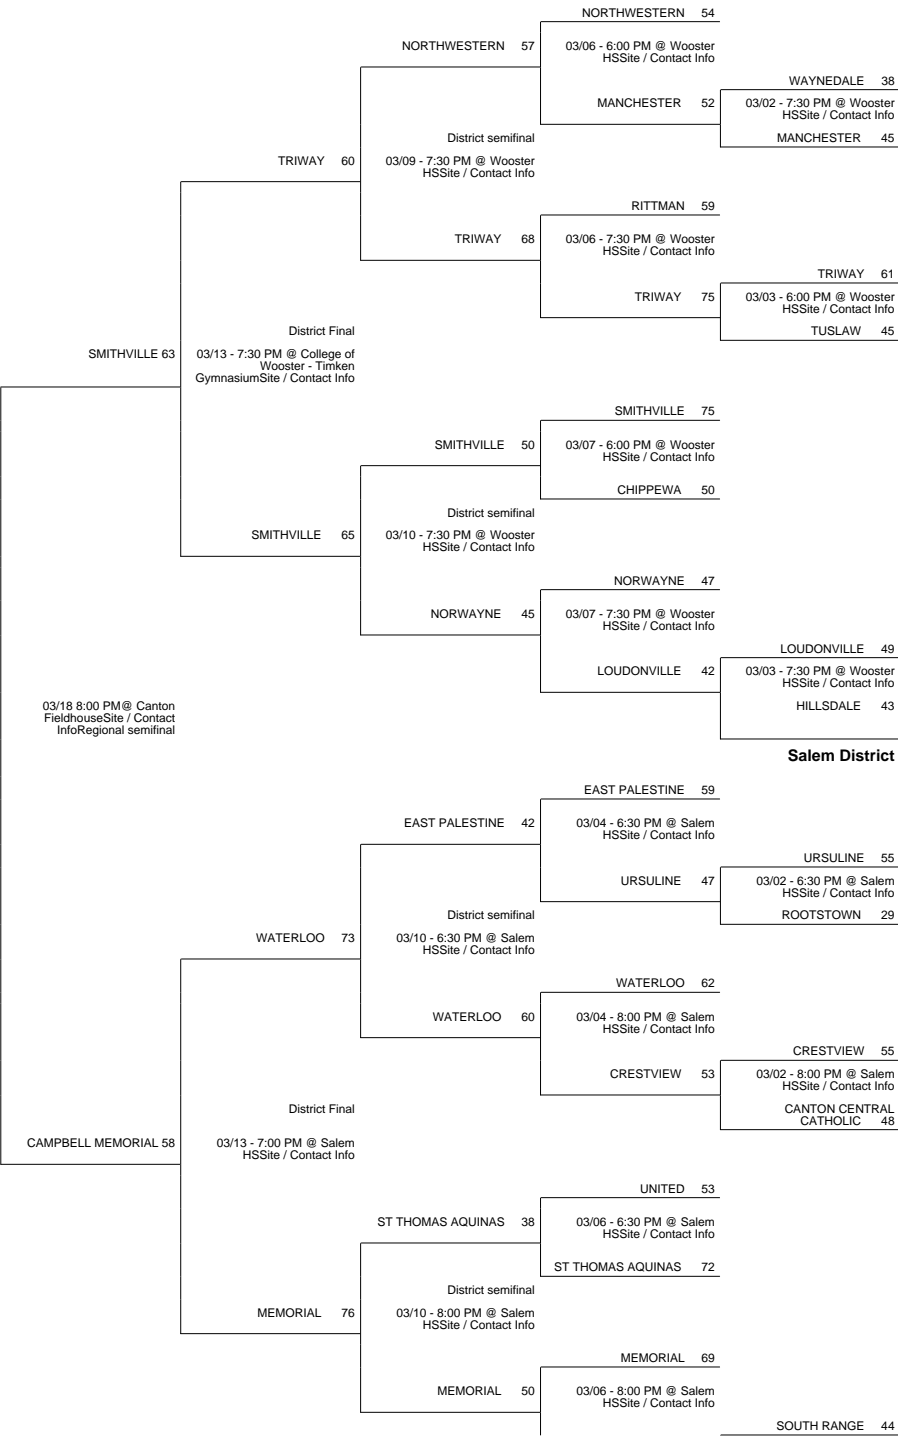 NORTHWESTERN 54
NORTHWESTERN 57
03/06 - 6:00 PM @ Wooster
HSSite / Contact Info
WAYNEDALE 38
MANCHESTER 52
03/02 - 7:30 PM @ Wooster
HSSite / Contact Info
MANCHESTER 45
District semifinal
TRIWAY 60
03/09 - 7:30 PM @ Wooster
HSSite / Contact Info
RITTMAN 59
TRIWAY 68
03/06 - 7:30 PM @ Wooster
HSSite / Contact Info
TRIWAY 61
TRIWAY 75
03/03 - 6:00 PM @ Wooster
HSSite / Contact Info
TUSLAW 45
District Final
SMITHVILLE 63
03/13 - 7:30 PM @ College of
Wooster - Timken
GymnasiumSite / Contact Info
SMITHVILLE 75
SMITHVILLE 50
03/07 - 6:00 PM @ Wooster
HSSite / Contact Info
CHIPPEWA 50
District semifinal
SMITHVILLE 65
03/10 - 7:30 PM @ Wooster
HSSite / Contact Info
NORWAYNE 47
NORWAYNE 45
03/07 - 7:30 PM @ Wooster
HSSite / Contact Info
LOUDONVILLE 49
LOUDONVILLE 42
03/03 - 7:30 PM @ Wooster
HSSite / Contact Info
HILLSDALE 43
03/18 8:00 PM@ Canton
FieldhouseSite / Contact
InfoRegional semifinal
Salem District
EAST PALESTINE 59
EAST PALESTINE 42
03/04 - 6:30 PM @ Salem
HSSite / Contact Info
URSULINE 55
URSULINE 47
03/02 - 6:30 PM @ Salem
HSSite / Contact Info
ROOTSTOWN 29
District semifinal
WATERLOO 73
03/10 - 6:30 PM @ Salem
HSSite / Contact Info
WATERLOO 62
WATERLOO 60
03/04 - 8:00 PM @ Salem
HSSite / Contact Info
CRESTVIEW 55
CRESTVIEW 53
03/02 - 8:00 PM @ Salem
HSSite / Contact Info
CANTON CENTRAL
CATHOLIC 48
District Final
CAMPBELL MEMORIAL 58
03/13 - 7:00 PM @ Salem
HSSite / Contact Info
UNITED 53
ST THOMAS AQUINAS 38
03/06 - 6:30 PM @ Salem
HSSite / Contact Info
ST THOMAS AQUINAS 72
District semifinal
MEMORIAL 76
03/10 - 8:00 PM @ Salem
HSSite / Contact Info
MEMORIAL 69
MEMORIAL 50
03/06 - 8:00 PM @ Salem
HSSite / Contact Info
SOUTH RANGE 44